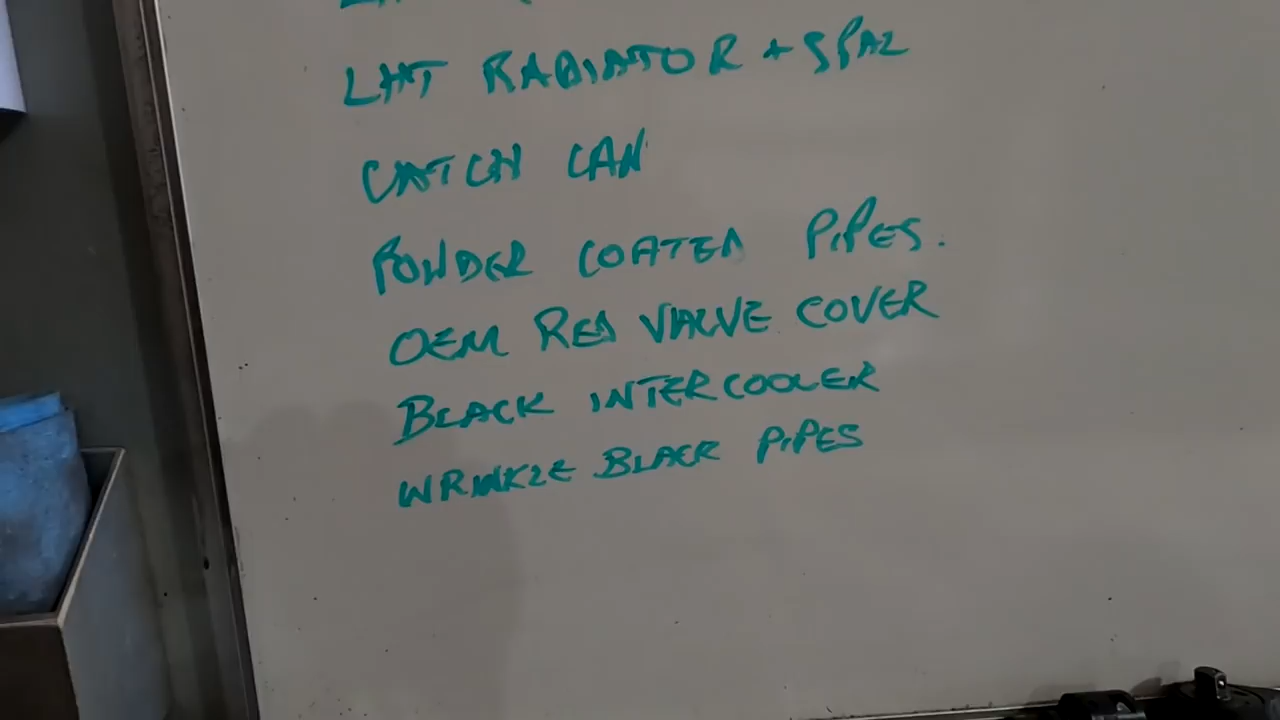 LHT RADIATOR + SPAL
CATCH CAN
POWDER COATED PIPES.
OEM RED VALVE COVER
BLACK INTERCOOLER
WRINKLE BLACK PIPES